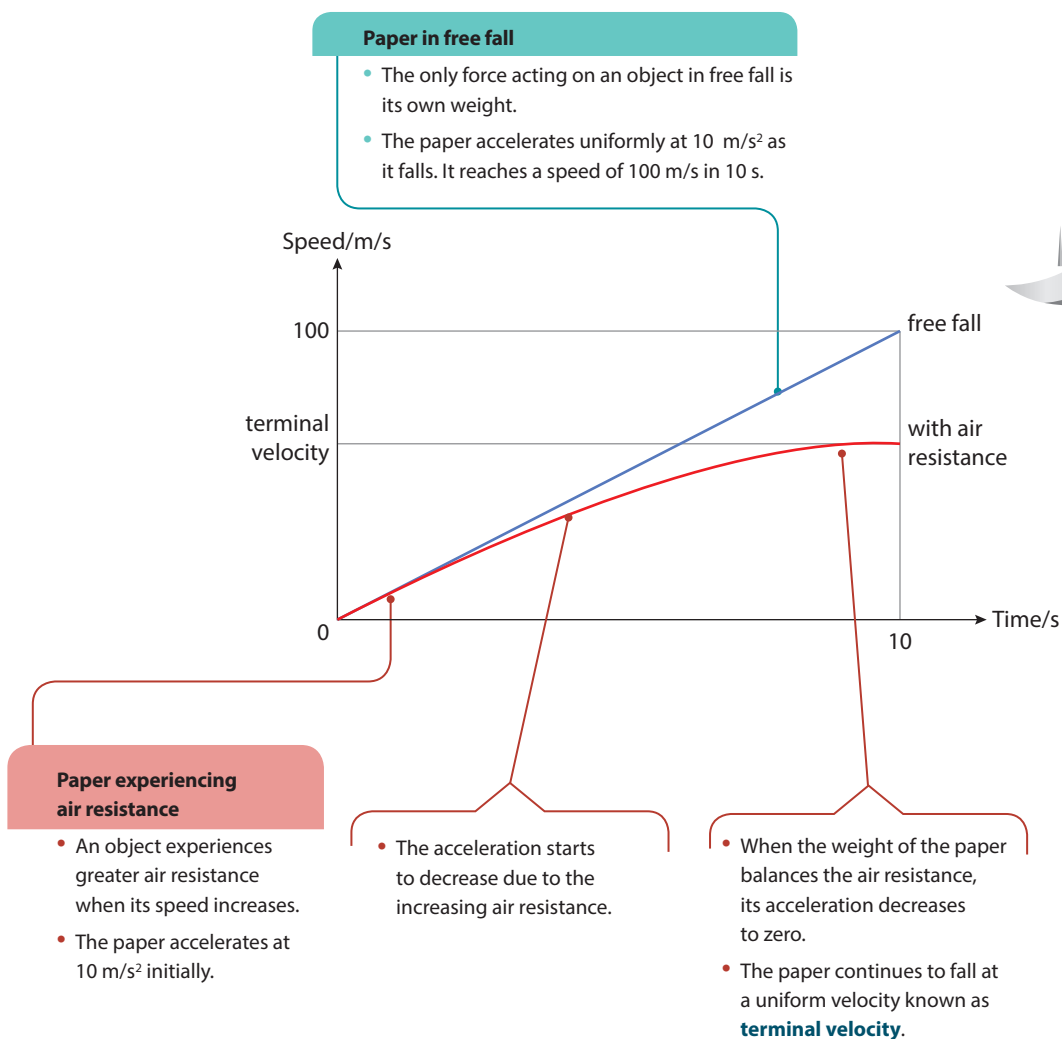 Paper in free fall
• The only force acting on an object in free fall is
its own weight.
• The paper accelerates uniformly at 10 m/s² as
it falls. It reaches a speed of 100 m/s in 10 s.
Speed/m/s
100
free fall
terminal
velocity
with air
resistance
0
10
Time/s
Paper experiencing
air resistance
• An object experiences
greater air resistance
when its speed increases.
• The paper accelerates at
10 m/s² initially.
• The acceleration starts
to decrease due to the
increasing air resistance.
• When the weight of the paper
balances the air resistance,
its acceleration decreases
to zero.
• The paper continues to fall at
a uniform velocity known as
terminal velocity.